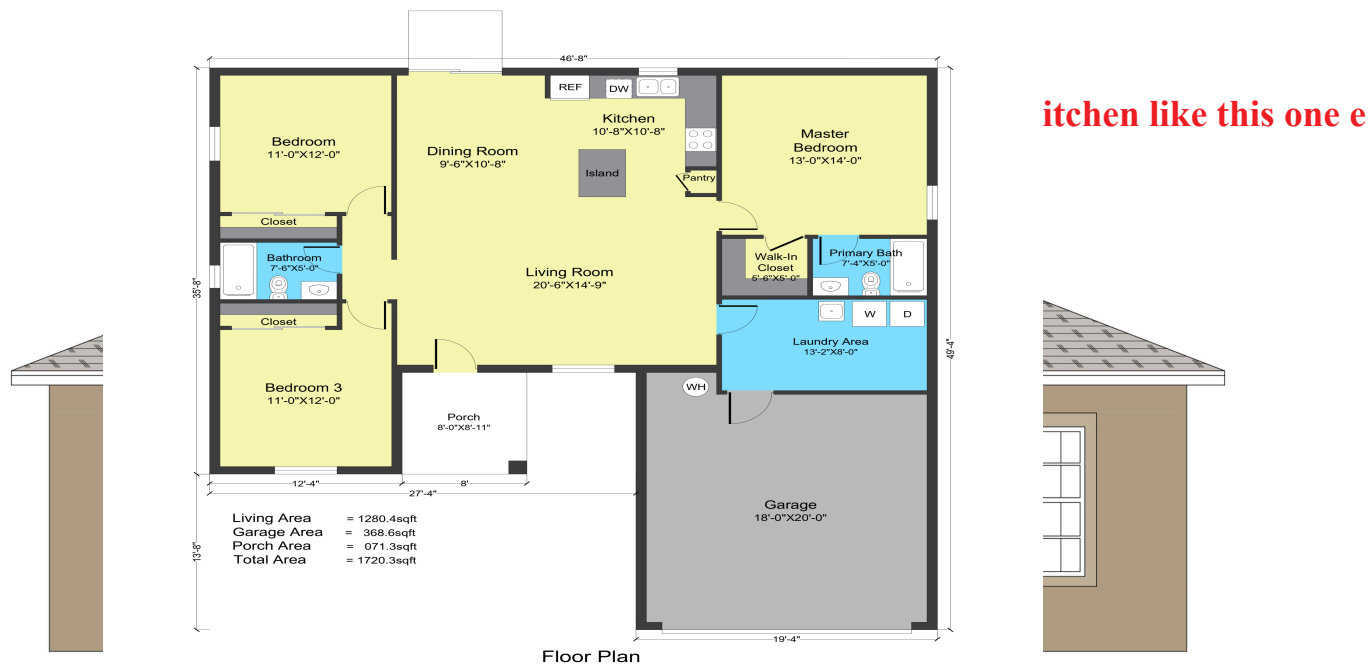 46'-8"
itchen like this one e
REF
DW
Kitchen
10'-8"X10'-8"
Bedroom
11'-0"X12'-0"
Dining Room
9'-6"X10'-8"
Master
Bedroom
13'-0"X14'-0"
Island
Pantry
Closet
Bathroom
7'-6"X5'-0"
Living Room
20'-6"X14'-9"
Walk-In
Closet
5'-6"X5'-0"
Primary Bath
7'-4"X5'-0"
35'-8"
Closet
W
D
Laundry Area
13'-2"X8'-0"
49'-4"
Bedroom 3
11'-0"X12'-0"
WH
Porch
8'-0"X8'-11"
12'-4"
8'
27'-4"
Garage
18'-0"X20'-0"
Living Area = 1280.4sqft
Garage Area = 368.6sqft
Porch Area = 071.3sqft
Total Area = 1720.3sqft
13'-8"
19'-4"
Floor Plan